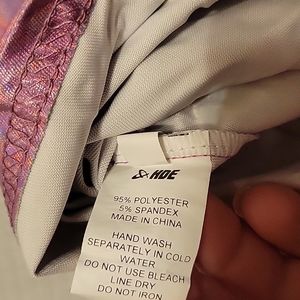 HDE
95% POLYESTER
5% SPANDEX
MADE IN CHINA
HAND WASH
SEPARATELY IN COLD
WATER
DO NOT USE BLEACH
LINE DRY
DO NOT IRON